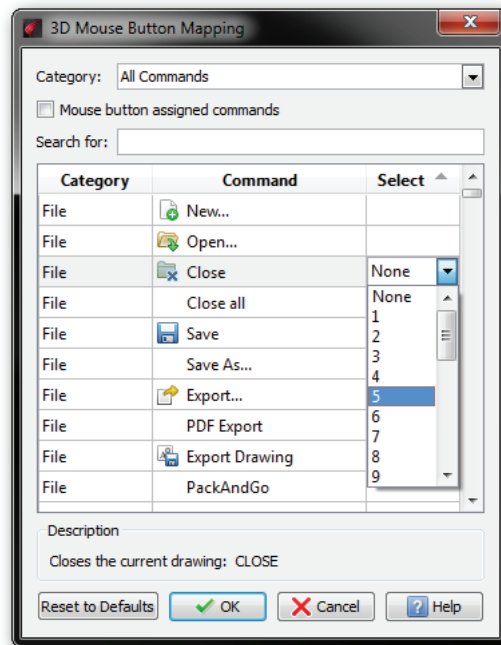 3D Mouse Button Mapping
Category: All Commands
Mouse button assigned commands
Search for:
Category Command Select
File New...
File Open...
File Close None
File Close all
File Save
File Save As...
File Export...
File PDF Export
File Export Drawing
File PackAndGo
None
1
2
3
4
5
6
7
8
9
Description
Closes the current drawing: CLOSE
Reset to Defaults OK Cancel Help